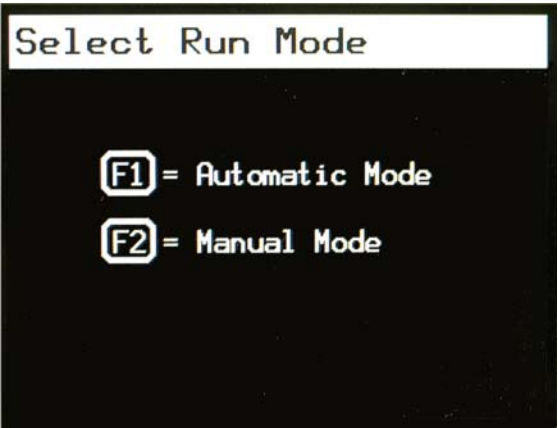 Select Run Mode
F1 = Automatic Mode
F2 = Manual Mode